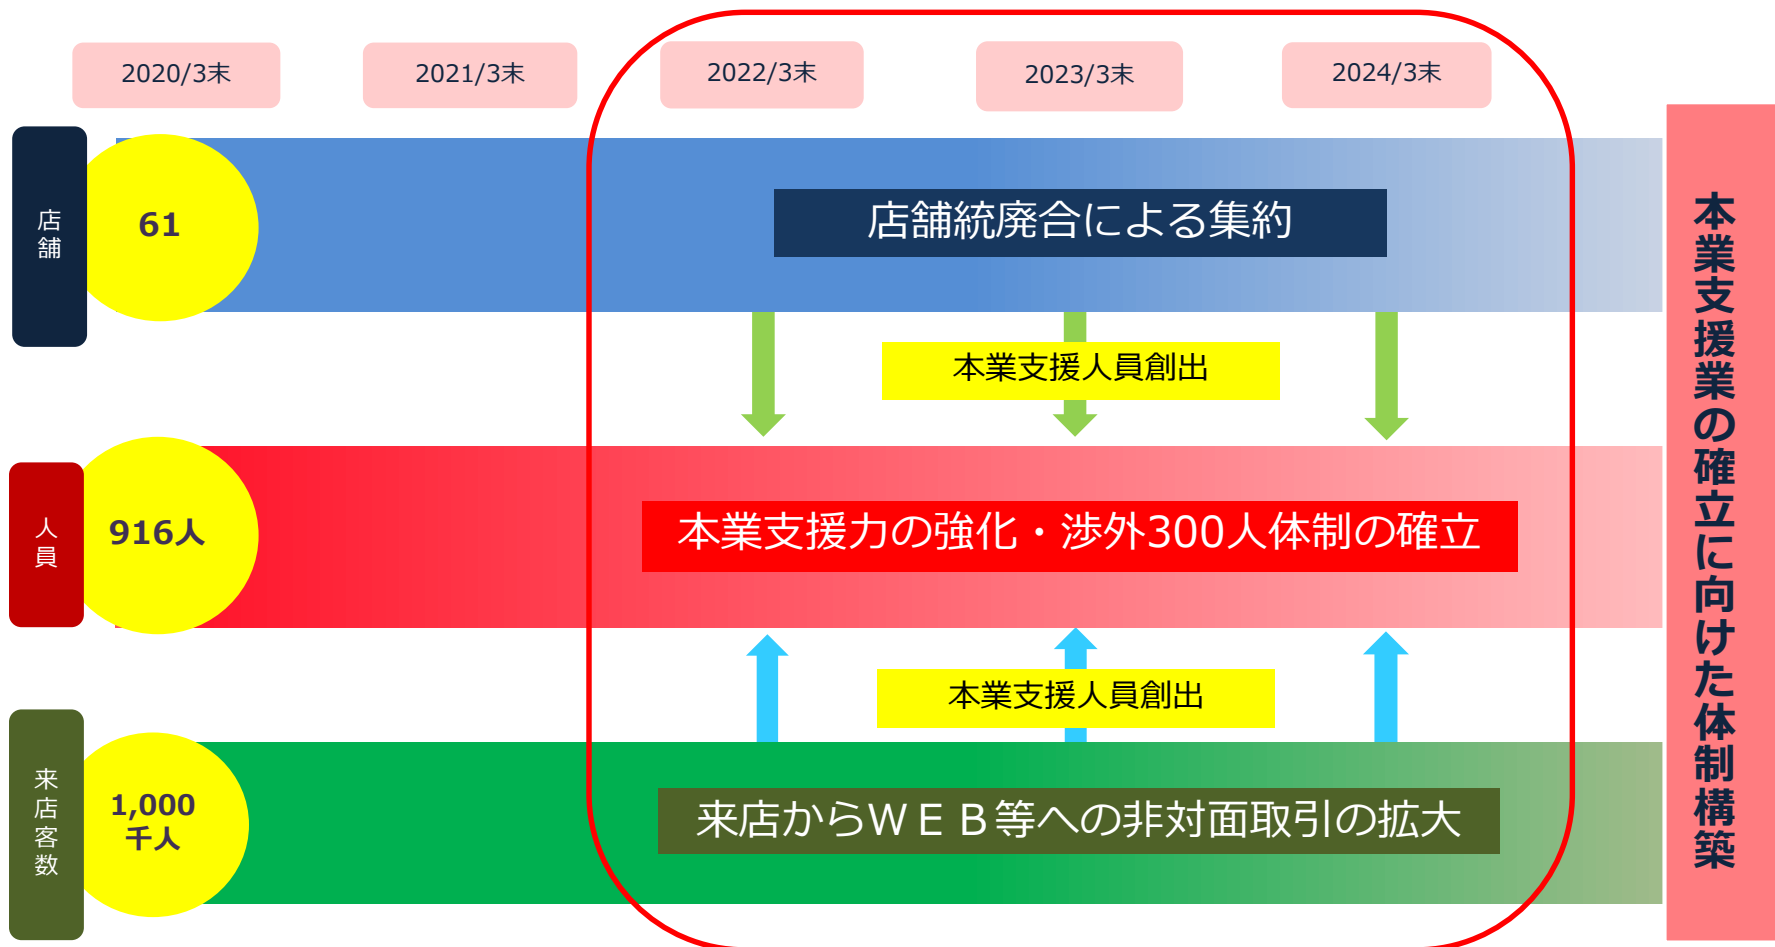 2020/3末
2021/3末
2022/3末
2023/3末
2024/3末
店舗
61
店舗統廃合による集約
本業支援人員創出
人員
916人
本業支援力の強化・渉外300人体制の確立
本業支援人員創出
来店客数
1,000
千人
来店からＷＥＢ等への非対面取引の拡大
本業支援業の確立に向けた体制構築